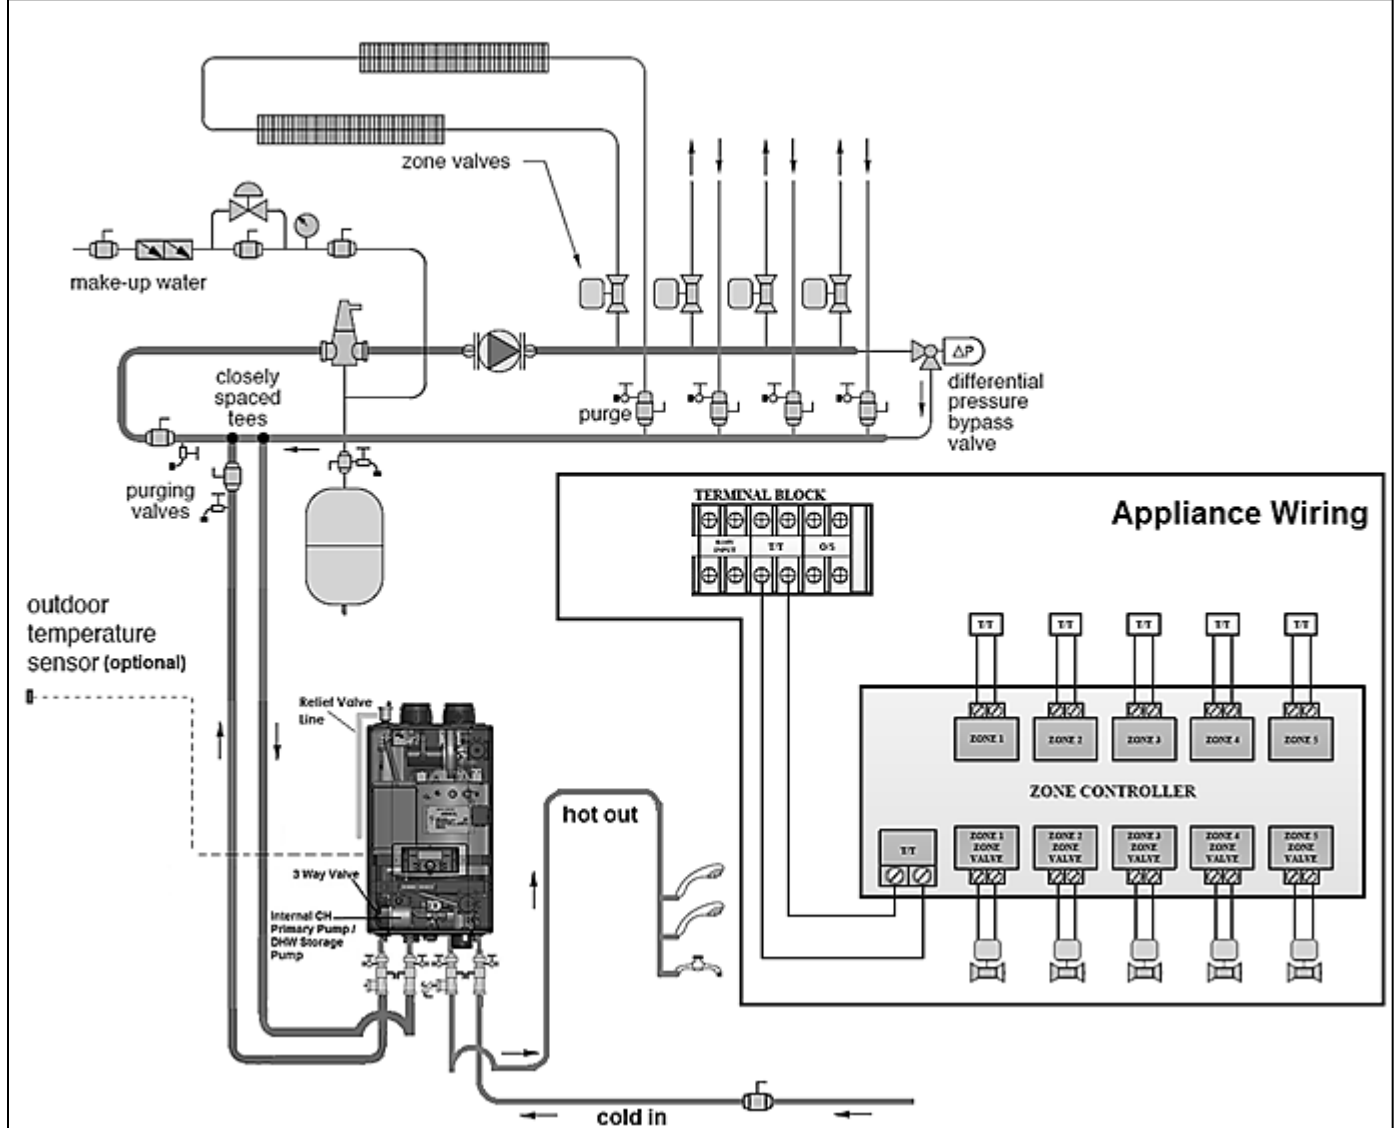 zone valves
make-up water
closely
spaced
tees
purge
ΔP
differential
pressure
bypass
valve
purging
valves
TERMINAL BLOCK
T/T
O/S
Appliance Wiring
outdoor
temperature
sensor (optional)
T/T
T/T
T/T
T/T
T/T
ZONE 1
ZONE 2
ZONE 3
ZONE 4
ZONE 5
ZONE CONTROLLER
T/T
ZONE 1
ZONE
VALVE
ZONE 2
ZONE
VALVE
ZONE 3
ZONE
VALVE
ZONE 4
ZONE
VALVE
ZONE 5
ZONE
VALVE
Relief Valve
Line
3 Way Valve
Internal CH
Primary Pump /
DHW Storage
Pump
hot out
cold in